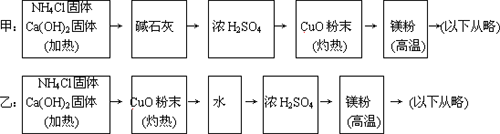 甲: NH₄Cl固体 Ca(OH)₂固体 (加热) → 碱石灰 → 浓H₂SO₄ → CuO粉末 (灼热) → 镁粉 (高温) →(以下从略)
乙: NH₄Cl固体 Ca(OH)₂固体 (加热) → CuO粉末 (灼热) → 水 → 浓H₂SO₄ → 镁粉 (高温) → (以下从略)